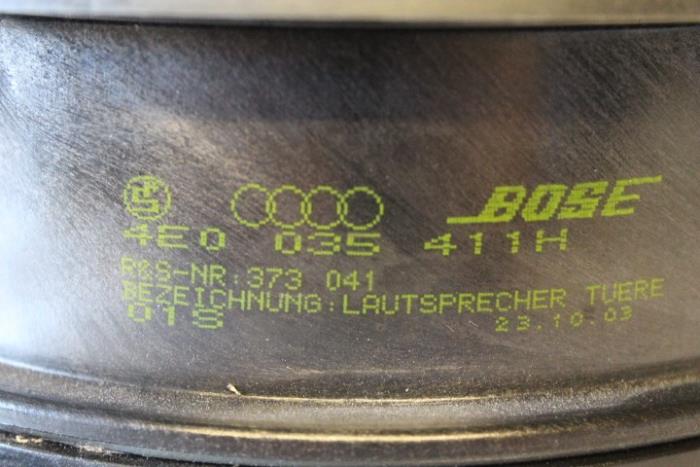 BOSE
4E0 035 411H
R&S-NR:373 041
BEZEICHNUNG:LAUTSPRECHER TUERE
01S 23.10.03